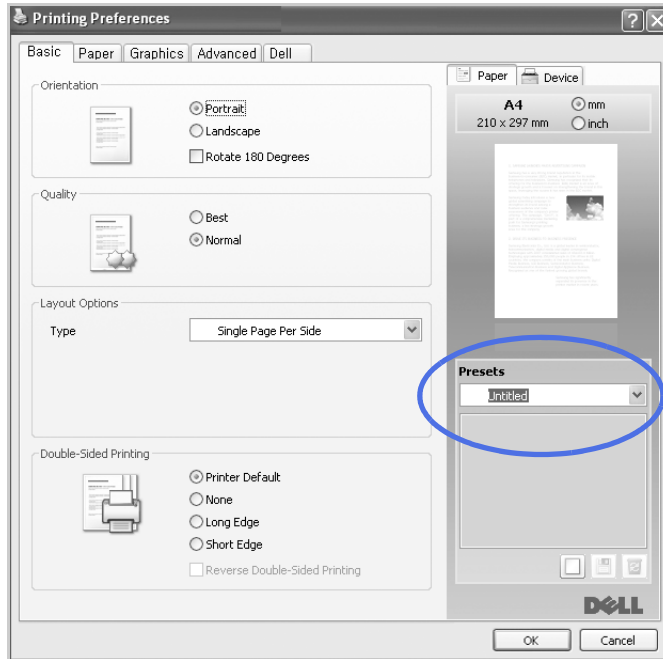 Printing Preferences
Basic Paper Graphics Advanced Dell
Orientation
Portrait
Landscape
Rotate 180 Degrees
Quality
Best
Normal
Layout Options
Type Single Page Per Side
Double-Sided Printing
Printer Default
None
Long Edge
Short Edge
Reverse Double-Sided Printing
Paper Device
A4 mm
210 x 297 mm inch
Presets
Untitled
DELL
OK Cancel